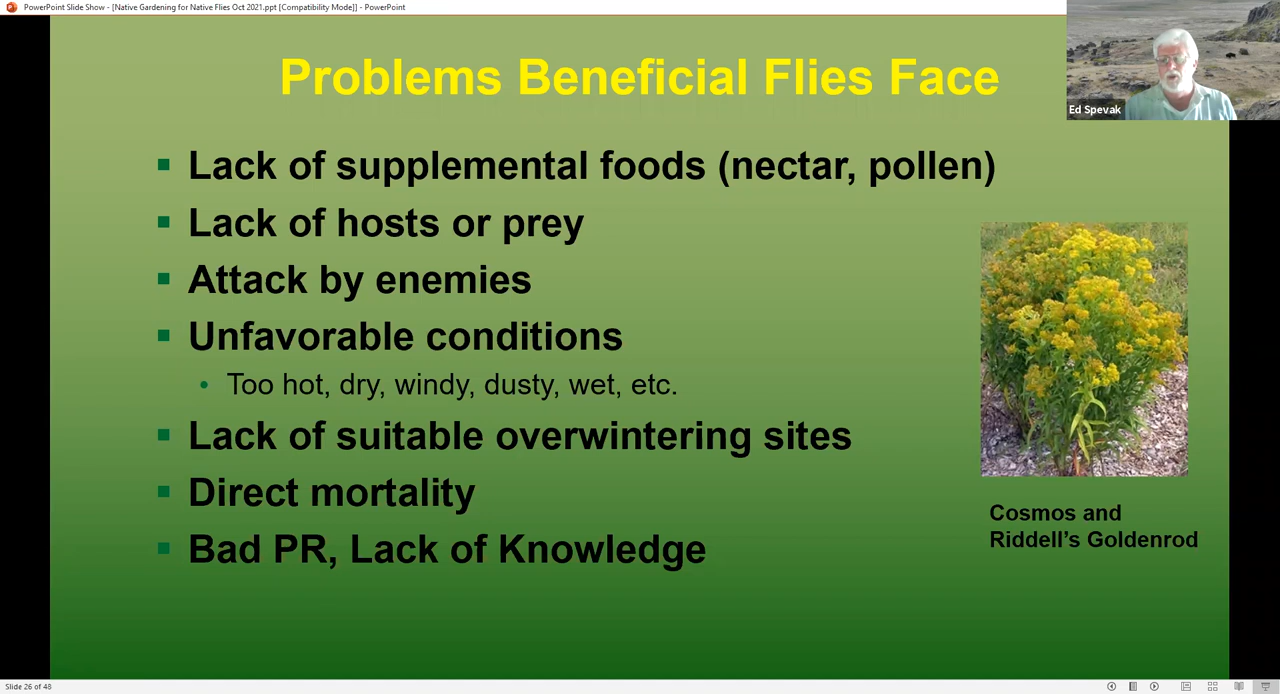 PowerPoint Slide Show - [Native Gardening for Native Flies Oct 2021.ppt [Compatibility Mode]] - PowerPoint
Problems Beneficial Flies Face
Ed Spevak
▪ Lack of supplemental foods (nectar, pollen)
▪ Lack of hosts or prey
▪ Attack by enemies
▪ Unfavorable conditions
• Too hot, dry, windy, dusty, wet, etc.
▪ Lack of suitable overwintering sites
▪ Direct mortality
▪ Bad PR, Lack of Knowledge
Cosmos and
Riddell’s Goldenrod
Slide 26 of 48